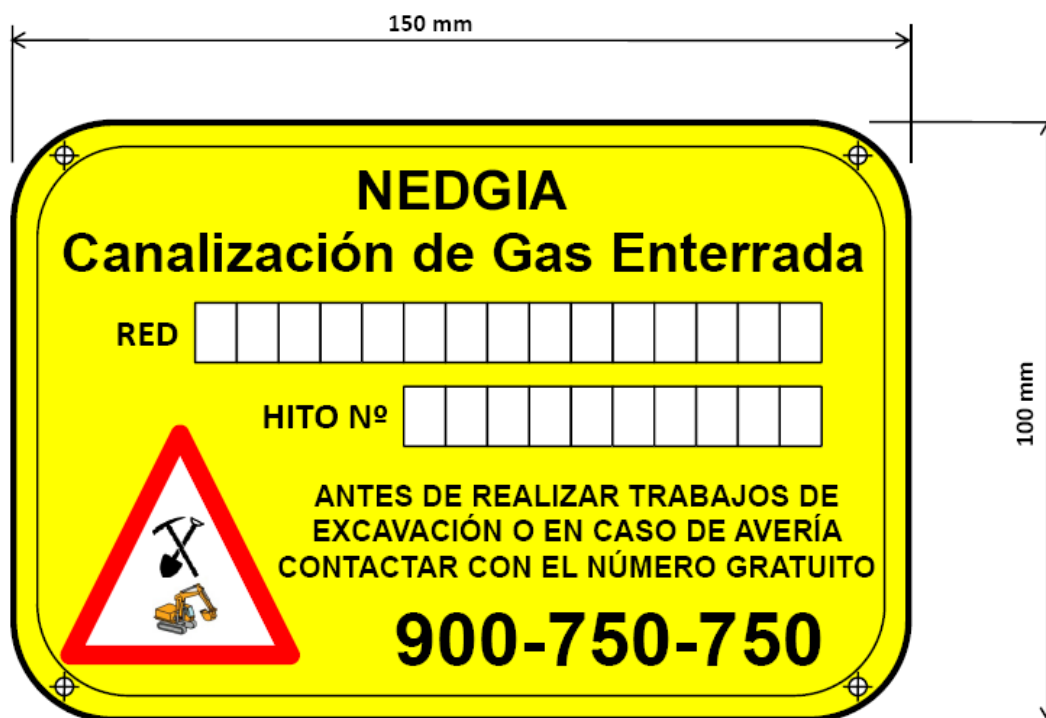 150 mm
NEDGIA
Canalización de Gas Enterrada
RED
HITO Nº
100 mm
ANTES DE REALIZAR TRABAJOS DE
EXCAVACIÓN O EN CASO DE AVERÍA
CONTACTAR CON EL NÚMERO GRATUITO
900-750-750